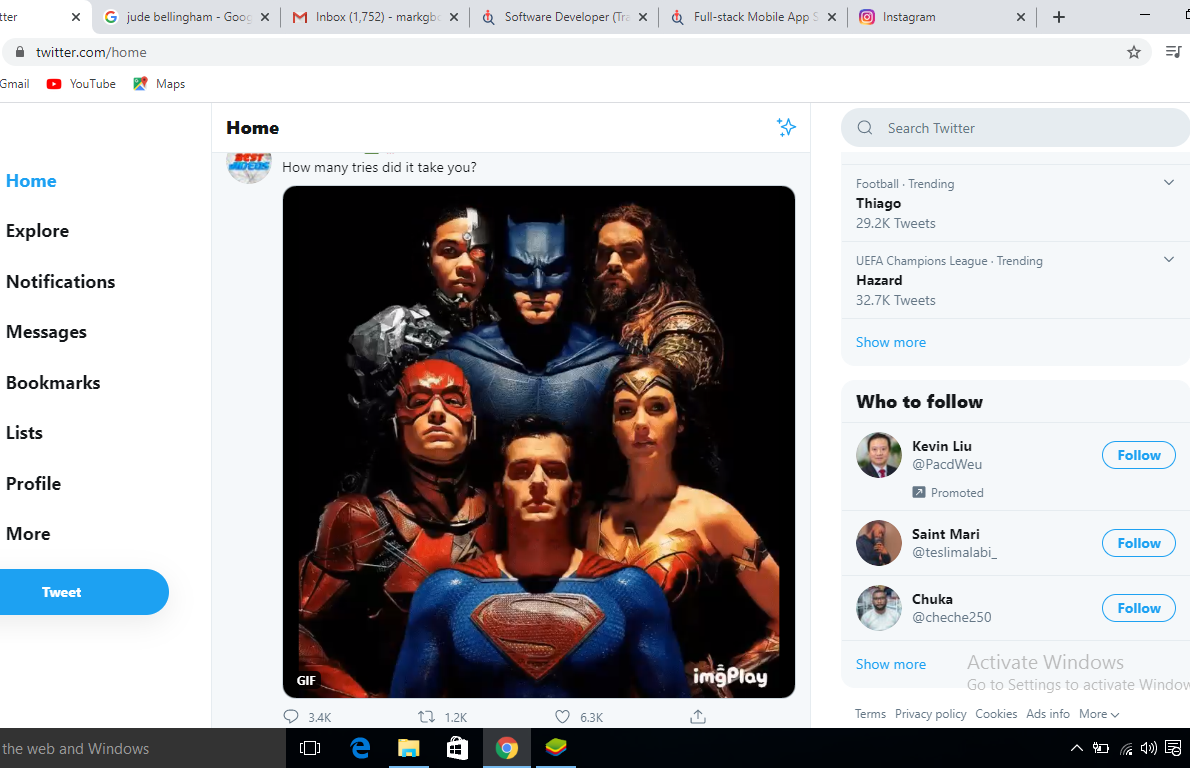 tter
jude bellingham - Goog
Inbox (1,752) - markgb
Software Developer (Tra
Full-stack Mobile App S
Instagram
twitter.com/home
Gmail
YouTube
Maps
Home
Explore
Notifications
Messages
Bookmarks
Lists
Profile
More
Tweet
Home
BEST
VIDEOS
How many tries did it take you?
GIF
imgPlay
3.4K
1.2K
6.3K
Search Twitter
Football · Trending
Thiago
29.2K Tweets
UEFA Champions League · Trending
Hazard
32.7K Tweets
Show more
Who to follow
Kevin Liu
@PacdWeu
Follow
Promoted
Saint Mari
@teslimalabi_
Follow
Chuka
@cheche250
Follow
Show more
Activate Windows
Go to Settings to activate Window
Terms Privacy policy Cookies Ads info More
the web and Windows